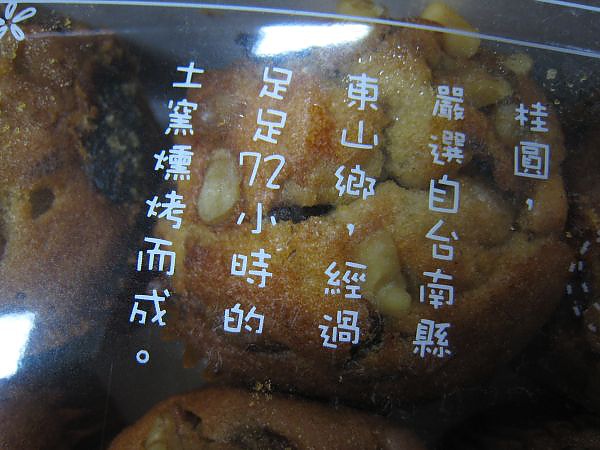 桂圓，
嚴選自台南縣
東山鄉，經過
足足72小時的
土窯燻烤而成。